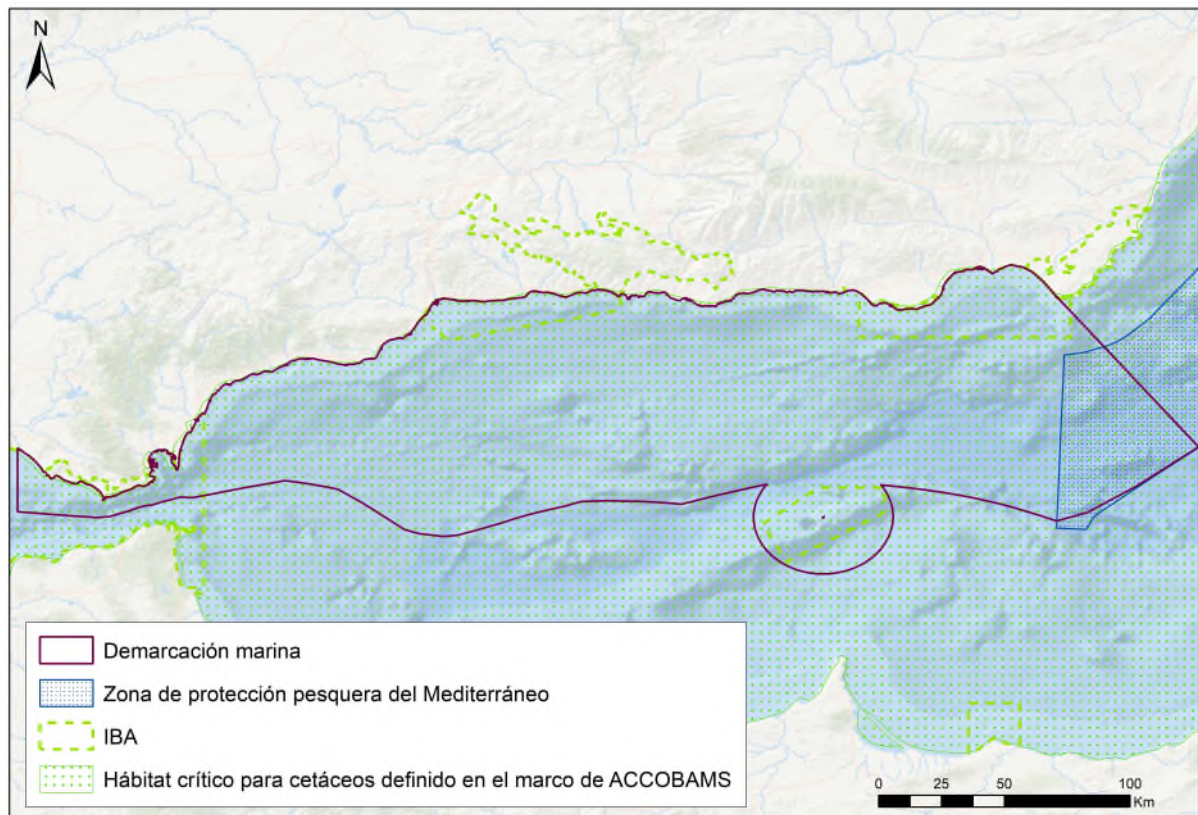 N
Demarcación marina
Zona de protección pesquera del Mediterráneo
IBA
Hábitat crítico para cetáceos definido en el marco de ACCOBAMS
0 25 50 100
Km